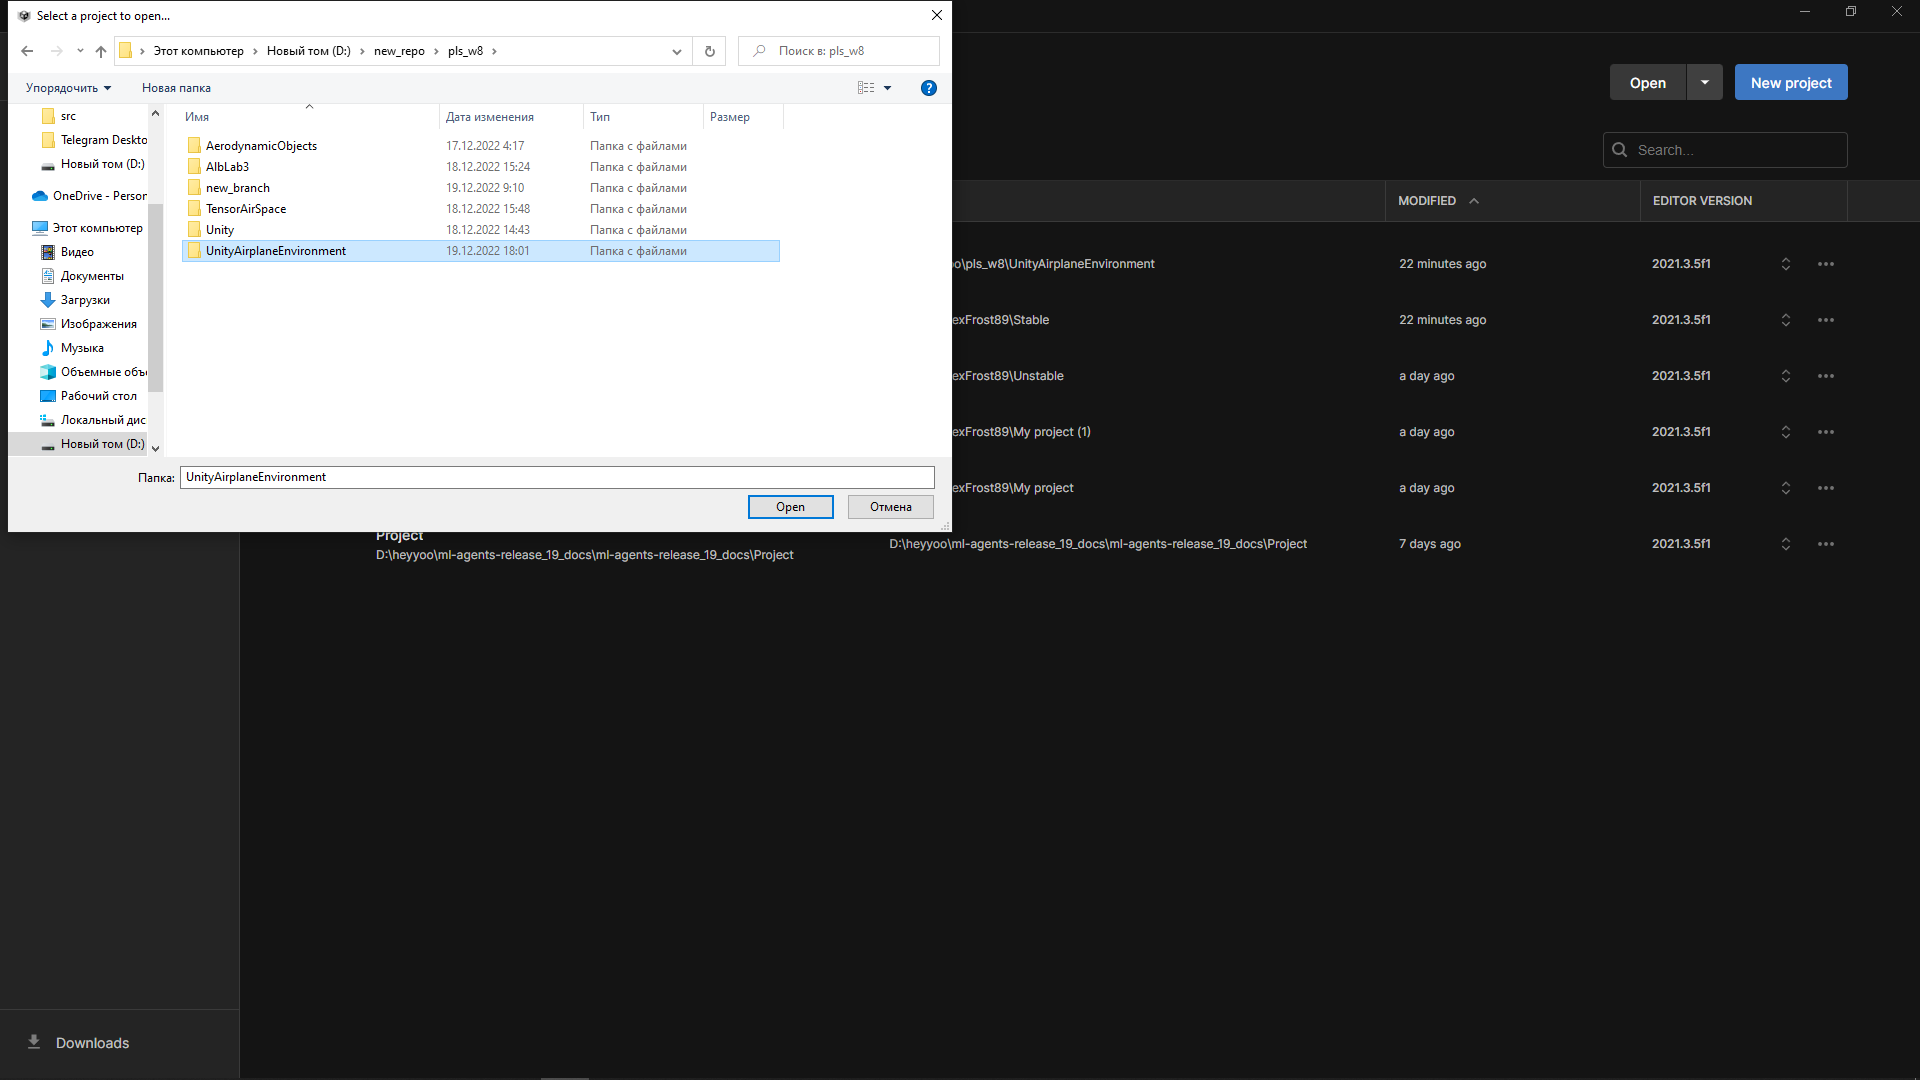 Select a project to open...
Этот компьютер
Новый том (D:)
new_repo
pls_w8
Поиск в: pls_w8
Упорядочить
Новая папка
Имя
Дата изменения
Тип
Размер
src
Telegram Deskto
Новый том (D:)
OneDrive - Person
Этот компьютер
Видео
Документы
Загрузки
Изображения
Музыка
Объемные объ
Рабочий стол
Локальный дис
Новый том (D:)
AerodynamicObjects 17.12.2022 4:17 Папка с файлами
AlbLab3 18.12.2022 15:24 Папка с файлами
new_branch 19.12.2022 9:10 Папка с файлами
TensorAirSpace 18.12.2022 15:48 Папка с файлами
Unity 18.12.2022 14:43 Папка с файлами
UnityAirplaneEnvironment 19.12.2022 18:01 Папка с файлами
Папка: UnityAirplaneEnvironment
Open
Отмена
Open
New project
Search...
MODIFIED
EDITOR VERSION
o\pls_w8\UnityAirplaneEnvironment 22 minutes ago 2021.3.5f1
exFrost89\Stable 22 minutes ago 2021.3.5f1
exFrost89\Unstable a day ago 2021.3.5f1
exFrost89\My project (1) a day ago 2021.3.5f1
exFrost89\My project a day ago 2021.3.5f1
Project
D:\heyyoo\ml-agents-release_19_docs\ml-agents-release_19_docs\Project
D:\heyyoo\ml-agents-release_19_docs\ml-agents-release_19_docs\Project 7 days ago 2021.3.5f1
Downloads